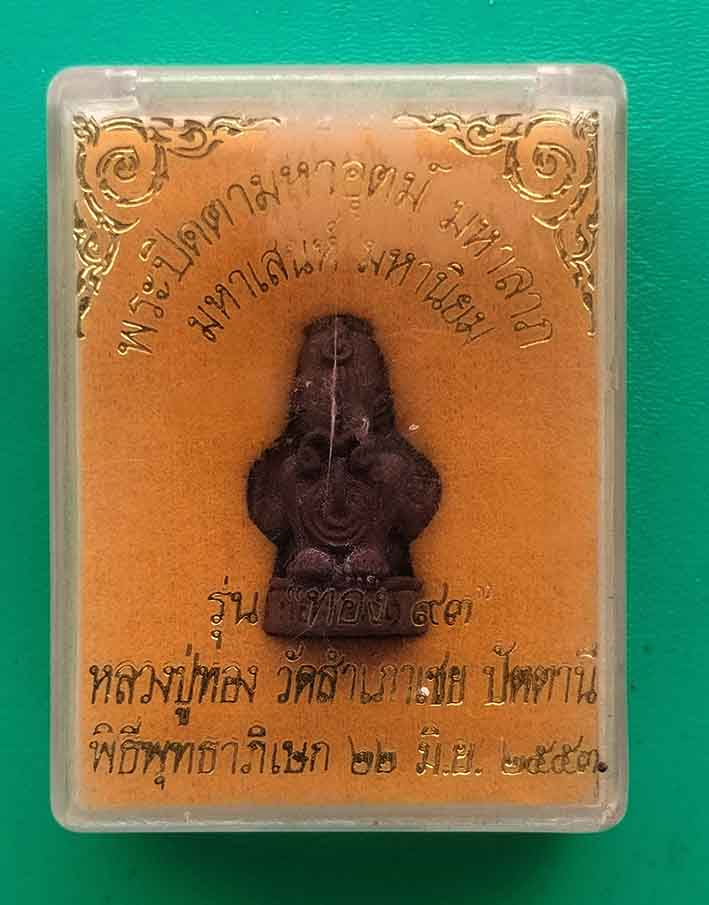 พระปิดตามหาอุตม์ มหาลาภ
มหาเสน่ห์ มหานิยม
รุ่น "ทอง ๙๓"
หลวงปู่ทอง วัดสำเภาเชย ปัตตานี
พิธีพุทธาภิเษก ๒๒ มิ.ย. ๒๕๕๓